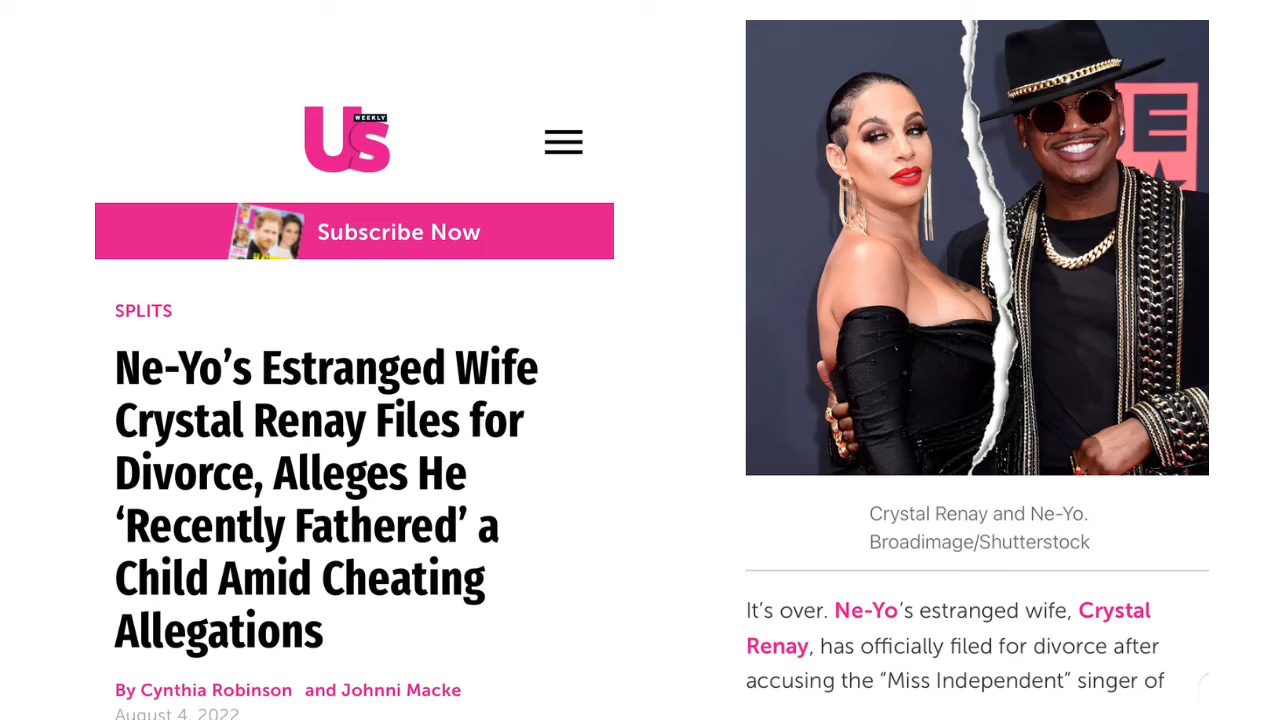 Us
WEEKLY
Subscribe Now
SPLITS
Ne-Yo’s Estranged Wife
Crystal Renay Files for
Divorce, Alleges He
‘Recently Fathered’ a
Child Amid Cheating
Allegations
By Cynthia Robinson and Johnni Macke
August 4, 2022
E
Crystal Renay and Ne-Yo.
Broadimage/Shutterstock
It’s over. Ne-Yo’s estranged wife, Crystal
Renay, has officially filed for divorce after
accusing the “Miss Independent” singer of